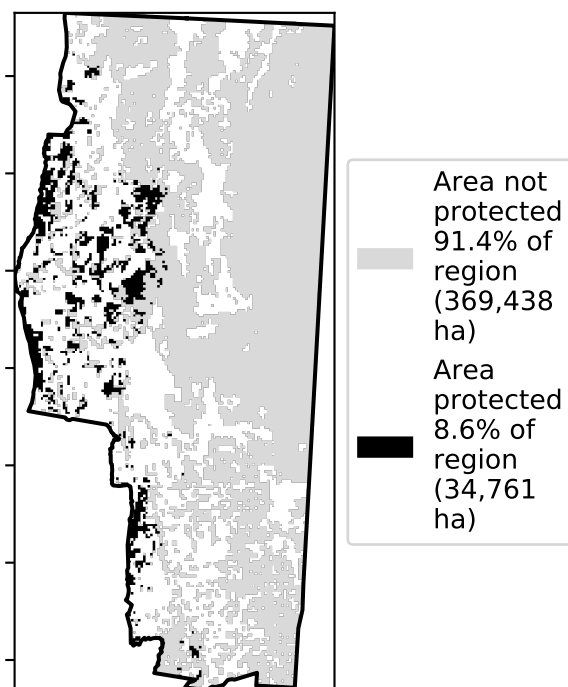 Area not
protected
91.4% of
region
(369,438
ha)
Area
protected
8.6% of
region
(34,761
ha)